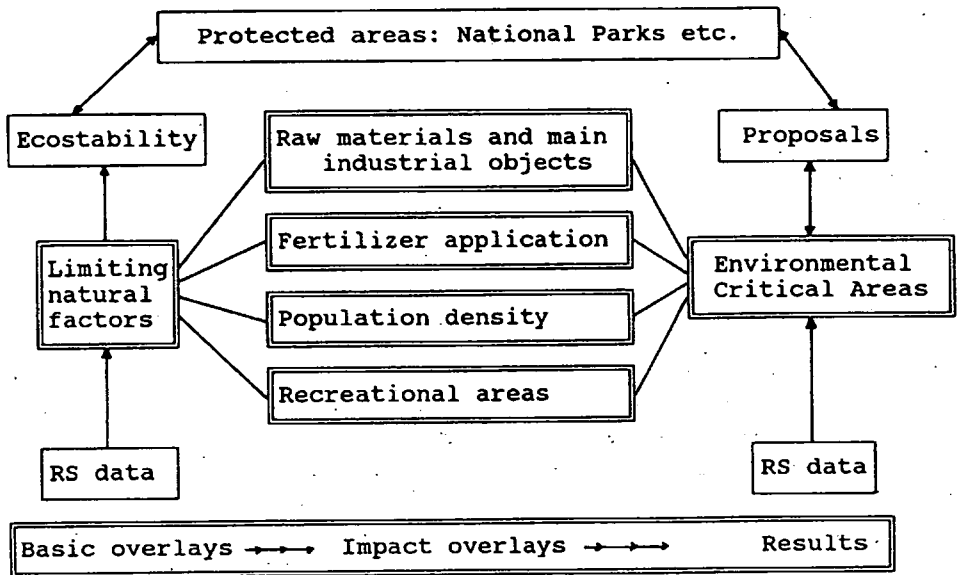 Protected areas: National Parks etc.
Ecostability
Raw materials and main
industrial objects
Proposals
Fertilizer application
Limiting
natural
factors
Environmental
Critical Areas
Population density
Recreational areas
RS data
RS data
Basic overlays Impact overlays Results